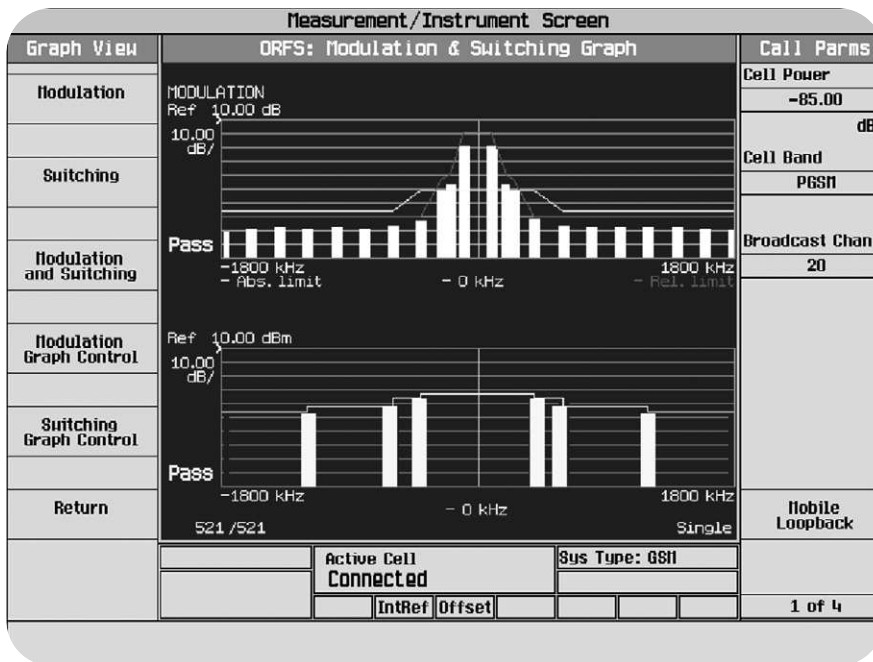 Measurement/Instrument Screen
Graph View
Modulation
Switching
Modulation
and Switching
Modulation
Graph Control
Switching
Graph Control
Return
ORFS: Modulation & Switching Graph
MODULATION
Ref 10.00 dB
10.00
dB/
Pass
-1800 kHz
1800 kHz
- Abs. limit
- 0 kHz
- Rel. limit
Ref 10.00 dBm
10.00
dB/
Pass
-1800 kHz
1800 kHz
- 0 kHz
521/521
Single
Active Cell
Connected
Sys Type: GSM
IntRef
Offset
Call Parms
Cell Power
-85.00
dB
Cell Band
PGSM
Broadcast Chan
20
Mobile
Loopback
1 of 4